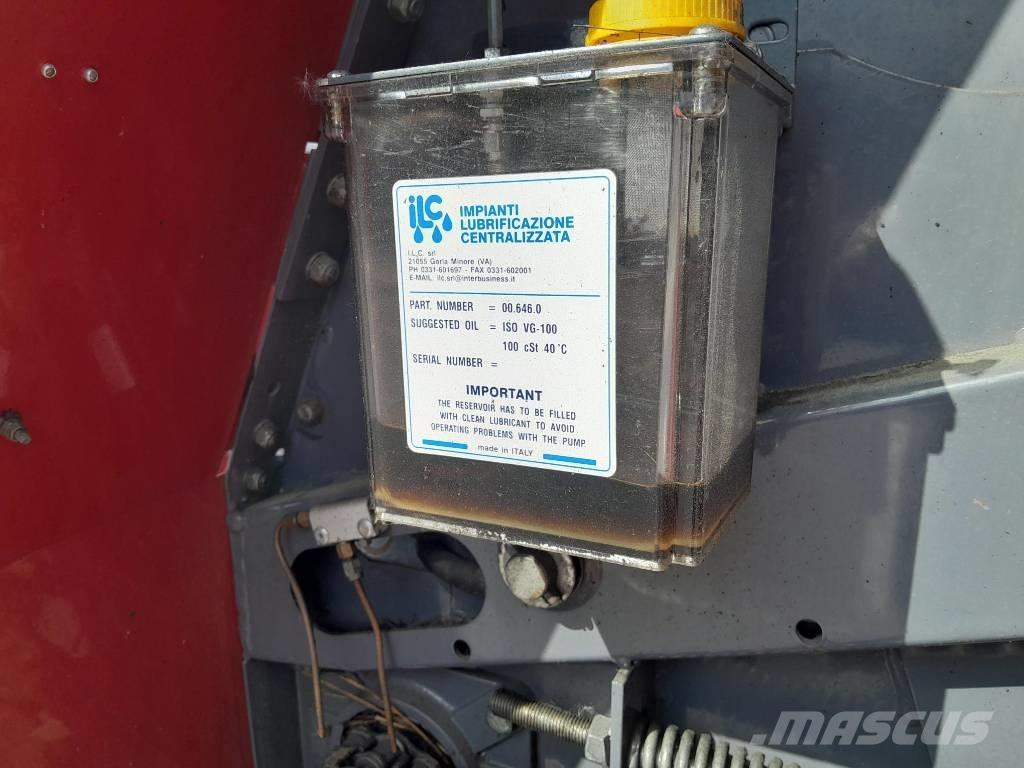 iLC IMPIANTI
LUBRIFICAZIONE
CENTRALIZZATA
I.L.C. srl
21055 Gorla Minore (VA)
PH 0331-601697 - FAX 0331-602001
E-MAIL: ilc.srl@interbusiness.it
PART. NUMBER = 00.646.0
SUGGESTED OIL = ISO VG-100
100 cSt 40°C
SERIAL NUMBER =
IMPORTANT
THE RESERVOIR HAS TO BE FILLED
WITH CLEAN LUBRICANT TO AVOID
OPERATING PROBLEMS WITH THE PUMP
made in ITALY
MASCUS